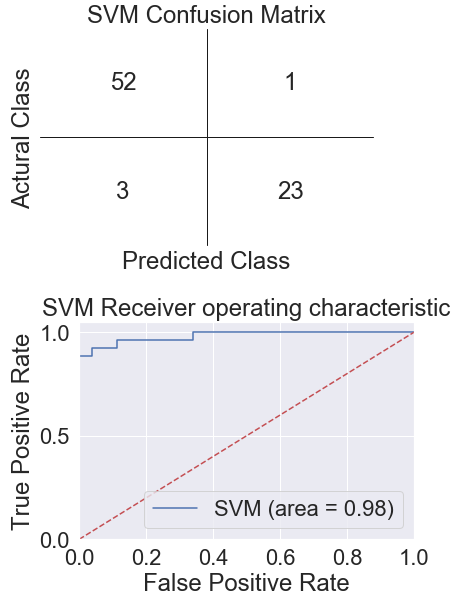 SVM Confusion Matrix
Actural Class
52 1
3 23
Predicted Class
SVM Receiver operating characteristic
True Positive Rate
1.0
0.5
0.0
SVM (area = 0.98)
0.0 0.2 0.4 0.6 0.8 1.0
False Positive Rate